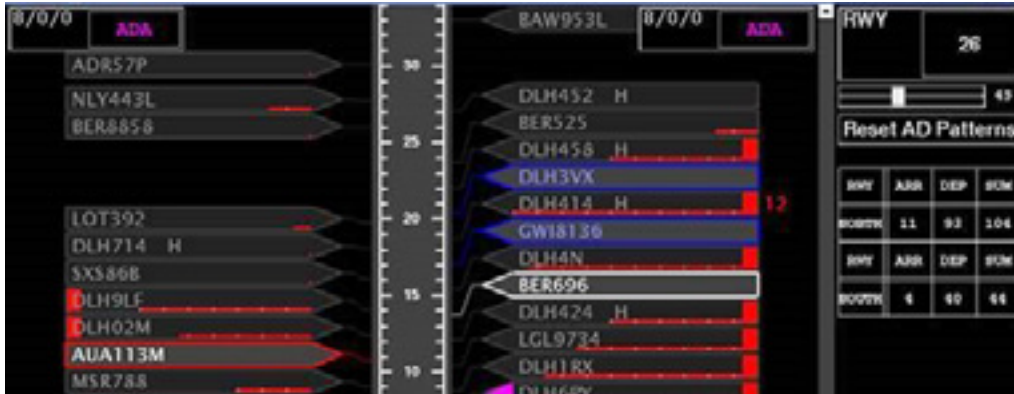 8/0/0
ADA
ADR57P
NLY443L
BER8858
LOT392
DLH714 H
SXS86B
DLH9LF
DLH02M
AUA113M
MSR788
30
25
20
15
10
BAW953L
8/0/0
ADA
DLH452 H
BER525
DLH458 H
DLH3VX
DLH414 H
12
GWI8136
DLH4N
BER696
DLH424 H
LGL9734
DLH1RX
RWY
26
43
Reset AD Patterns
RWY ARR DEP SUM
NORTH 11 93 104
RWY ARR DEP SUM
SOUTH 4 40 44